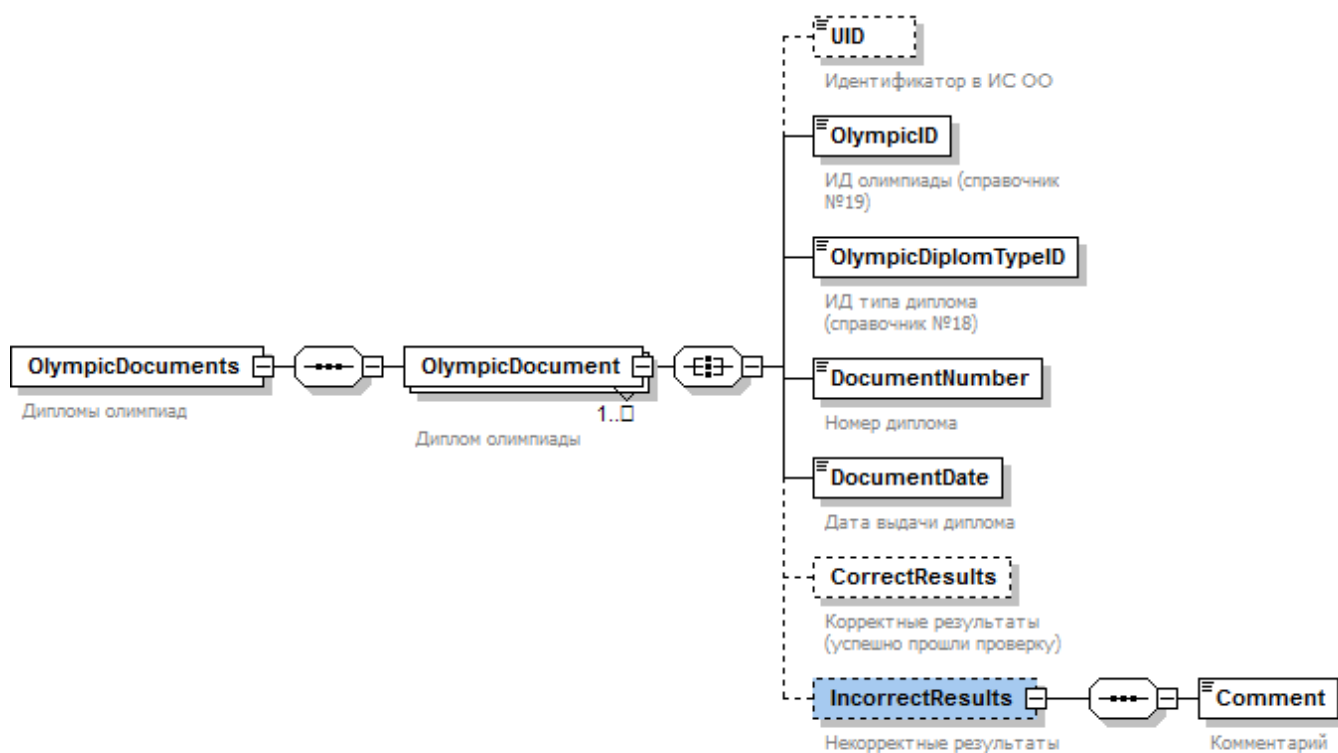 UID
Идентификатор в ИС ОО
OlympicID
ИД олимпиады (справочник
№19)
OlympicDiplomTypeID
ИД типа диплома
(справочник №18)
OlympicDocuments
Дипломы олимпиад
OlympicDocument
1..□
Диплом олимпиады
DocumentNumber
Номер диплома
DocumentDate
Дата выдачи диплома
CorrectResults
Корректные результаты
(успешно прошли проверку)
IncorrectResults
Некорректные результаты
Comment
Комментарий